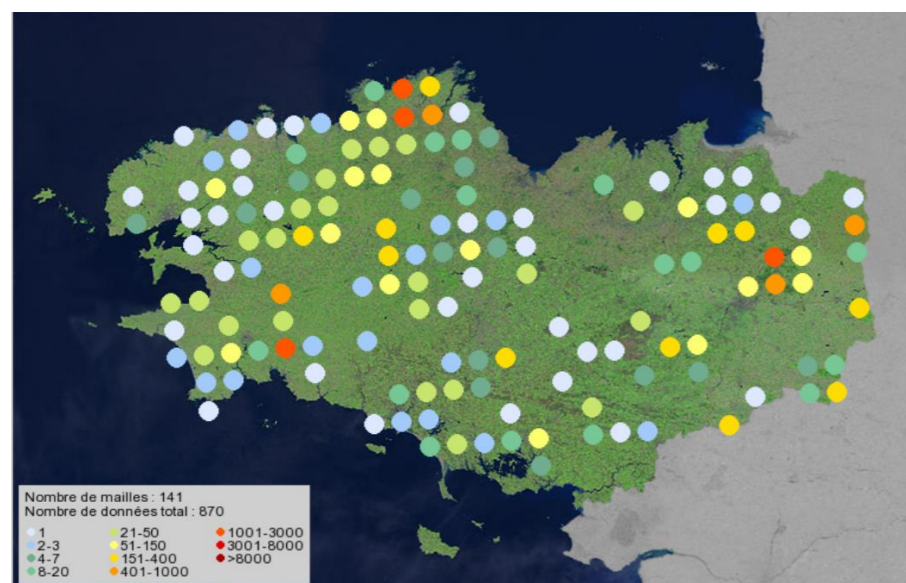 Nombre de mailles : 141
Nombre de données total : 870
1 21-50 1001-3000
2-3 51-150 3001-8000
4-7 151-400 >8000
8-20 401-1000